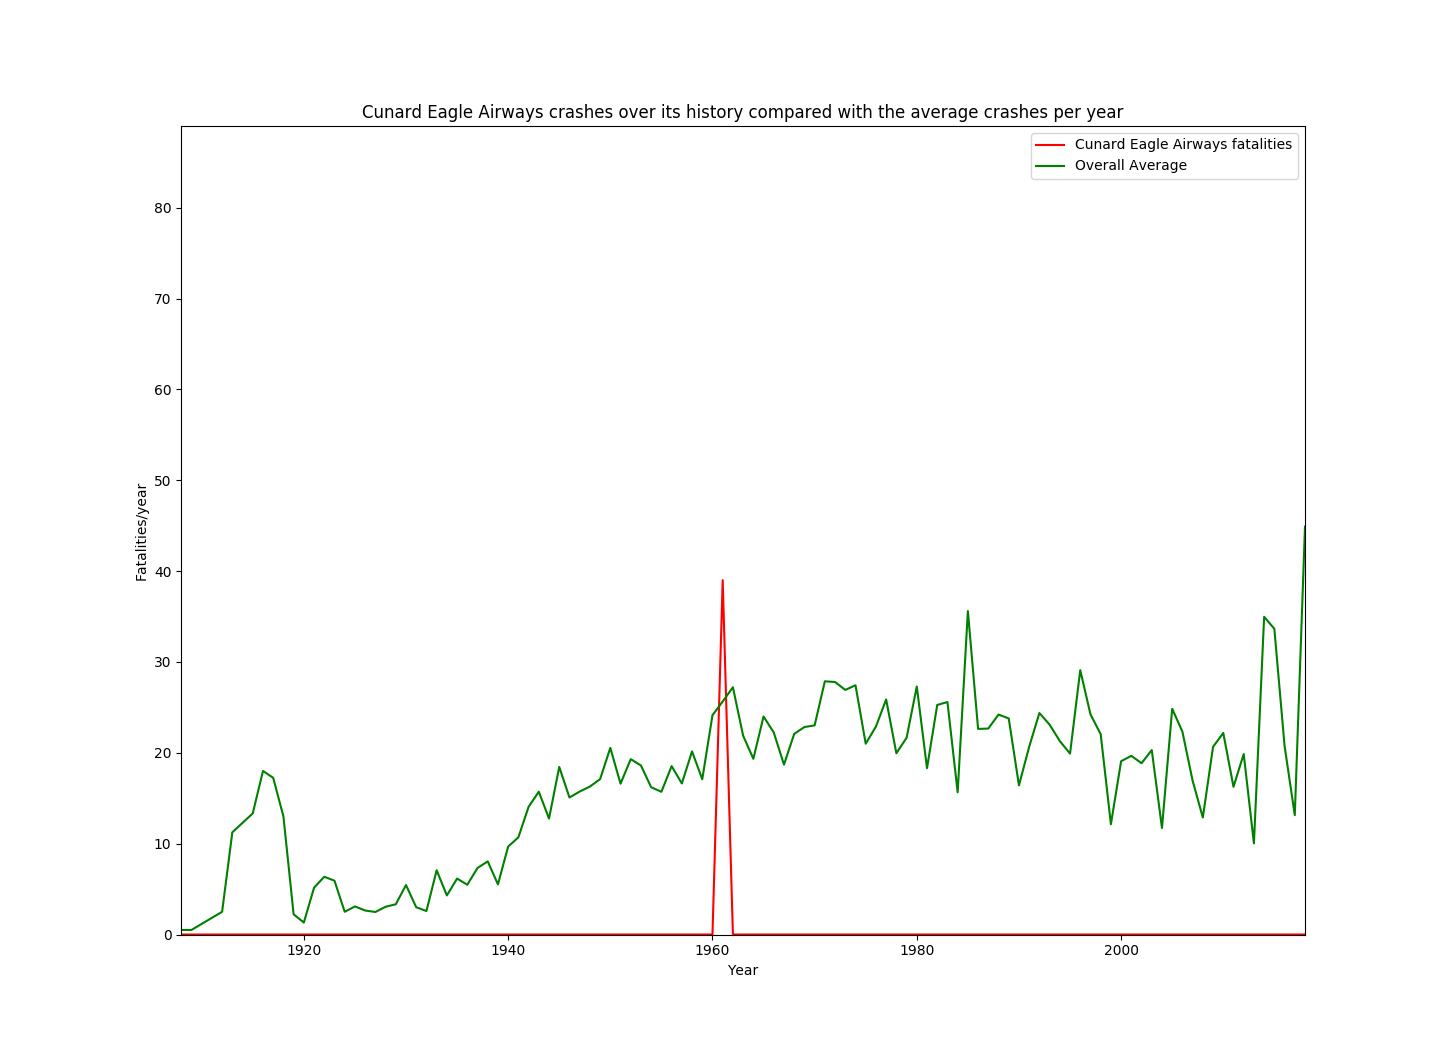 Cunard Eagle Airways crashes over its history compared with the average crashes per year
Cunard Eagle Airways fatalities
Overall Average
80
70
60
50
40
30
20
10
0
Fatalities/year
1920
1940
1960
1980
2000
Year